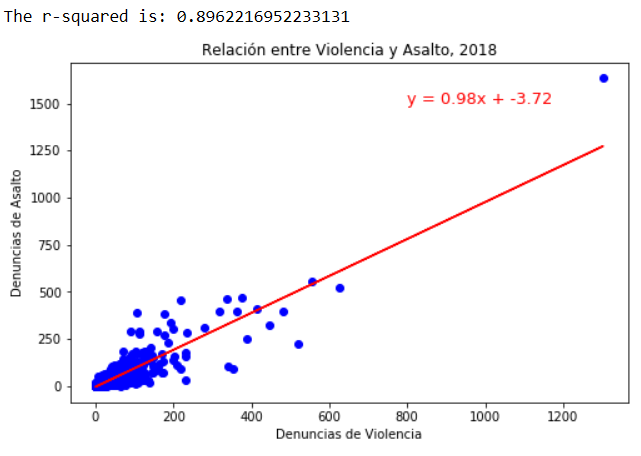 The r-squared is: 0.8962216952233131
Relación entre Violencia y Asalto, 2018
y = 0.98x + -3.72
Denuncias de Asalto
1500
1250
1000
750
500
250
0
0 200 400 600 800 1000 1200
Denuncias de Violencia